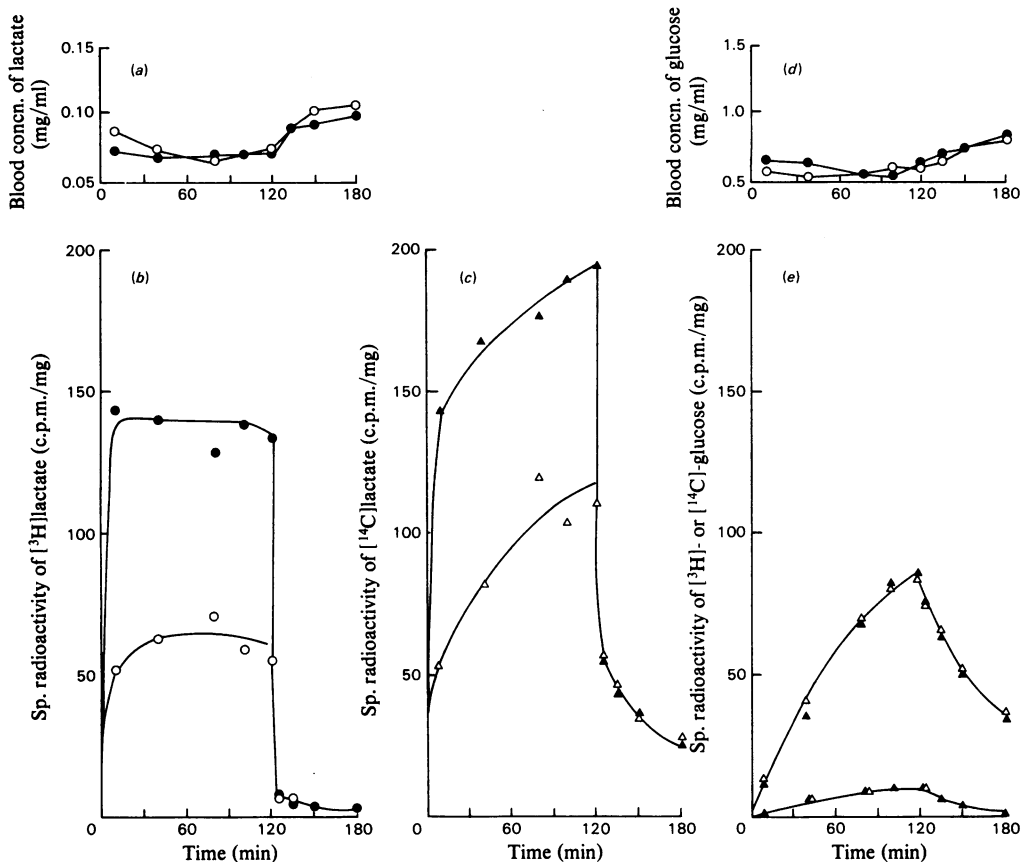 Blood concn. of lactate
(mg/ml)
0.15
0.10
0.05
(a)
0
60
120
180
Blood concn. of glucose
(mg/ml)
1.5
1.0
0.5
(d)
0
60
120
180
Sp. radioactivity of [³H]lactate (c.p.m./mg)
200
150
100
50
(b)
0
60
120
180
Time (min)
Sp. radioactivity of [¹⁴C]lactate (c.p.m./mg)
200
150
100
50
(c)
0
60
120
180
Time (min)
Sp. radioactivity of [³H]- or [¹⁴C]-glucose (c.p.m./mg)
200
150
100
50
(e)
0
60
120
180
Time (min)